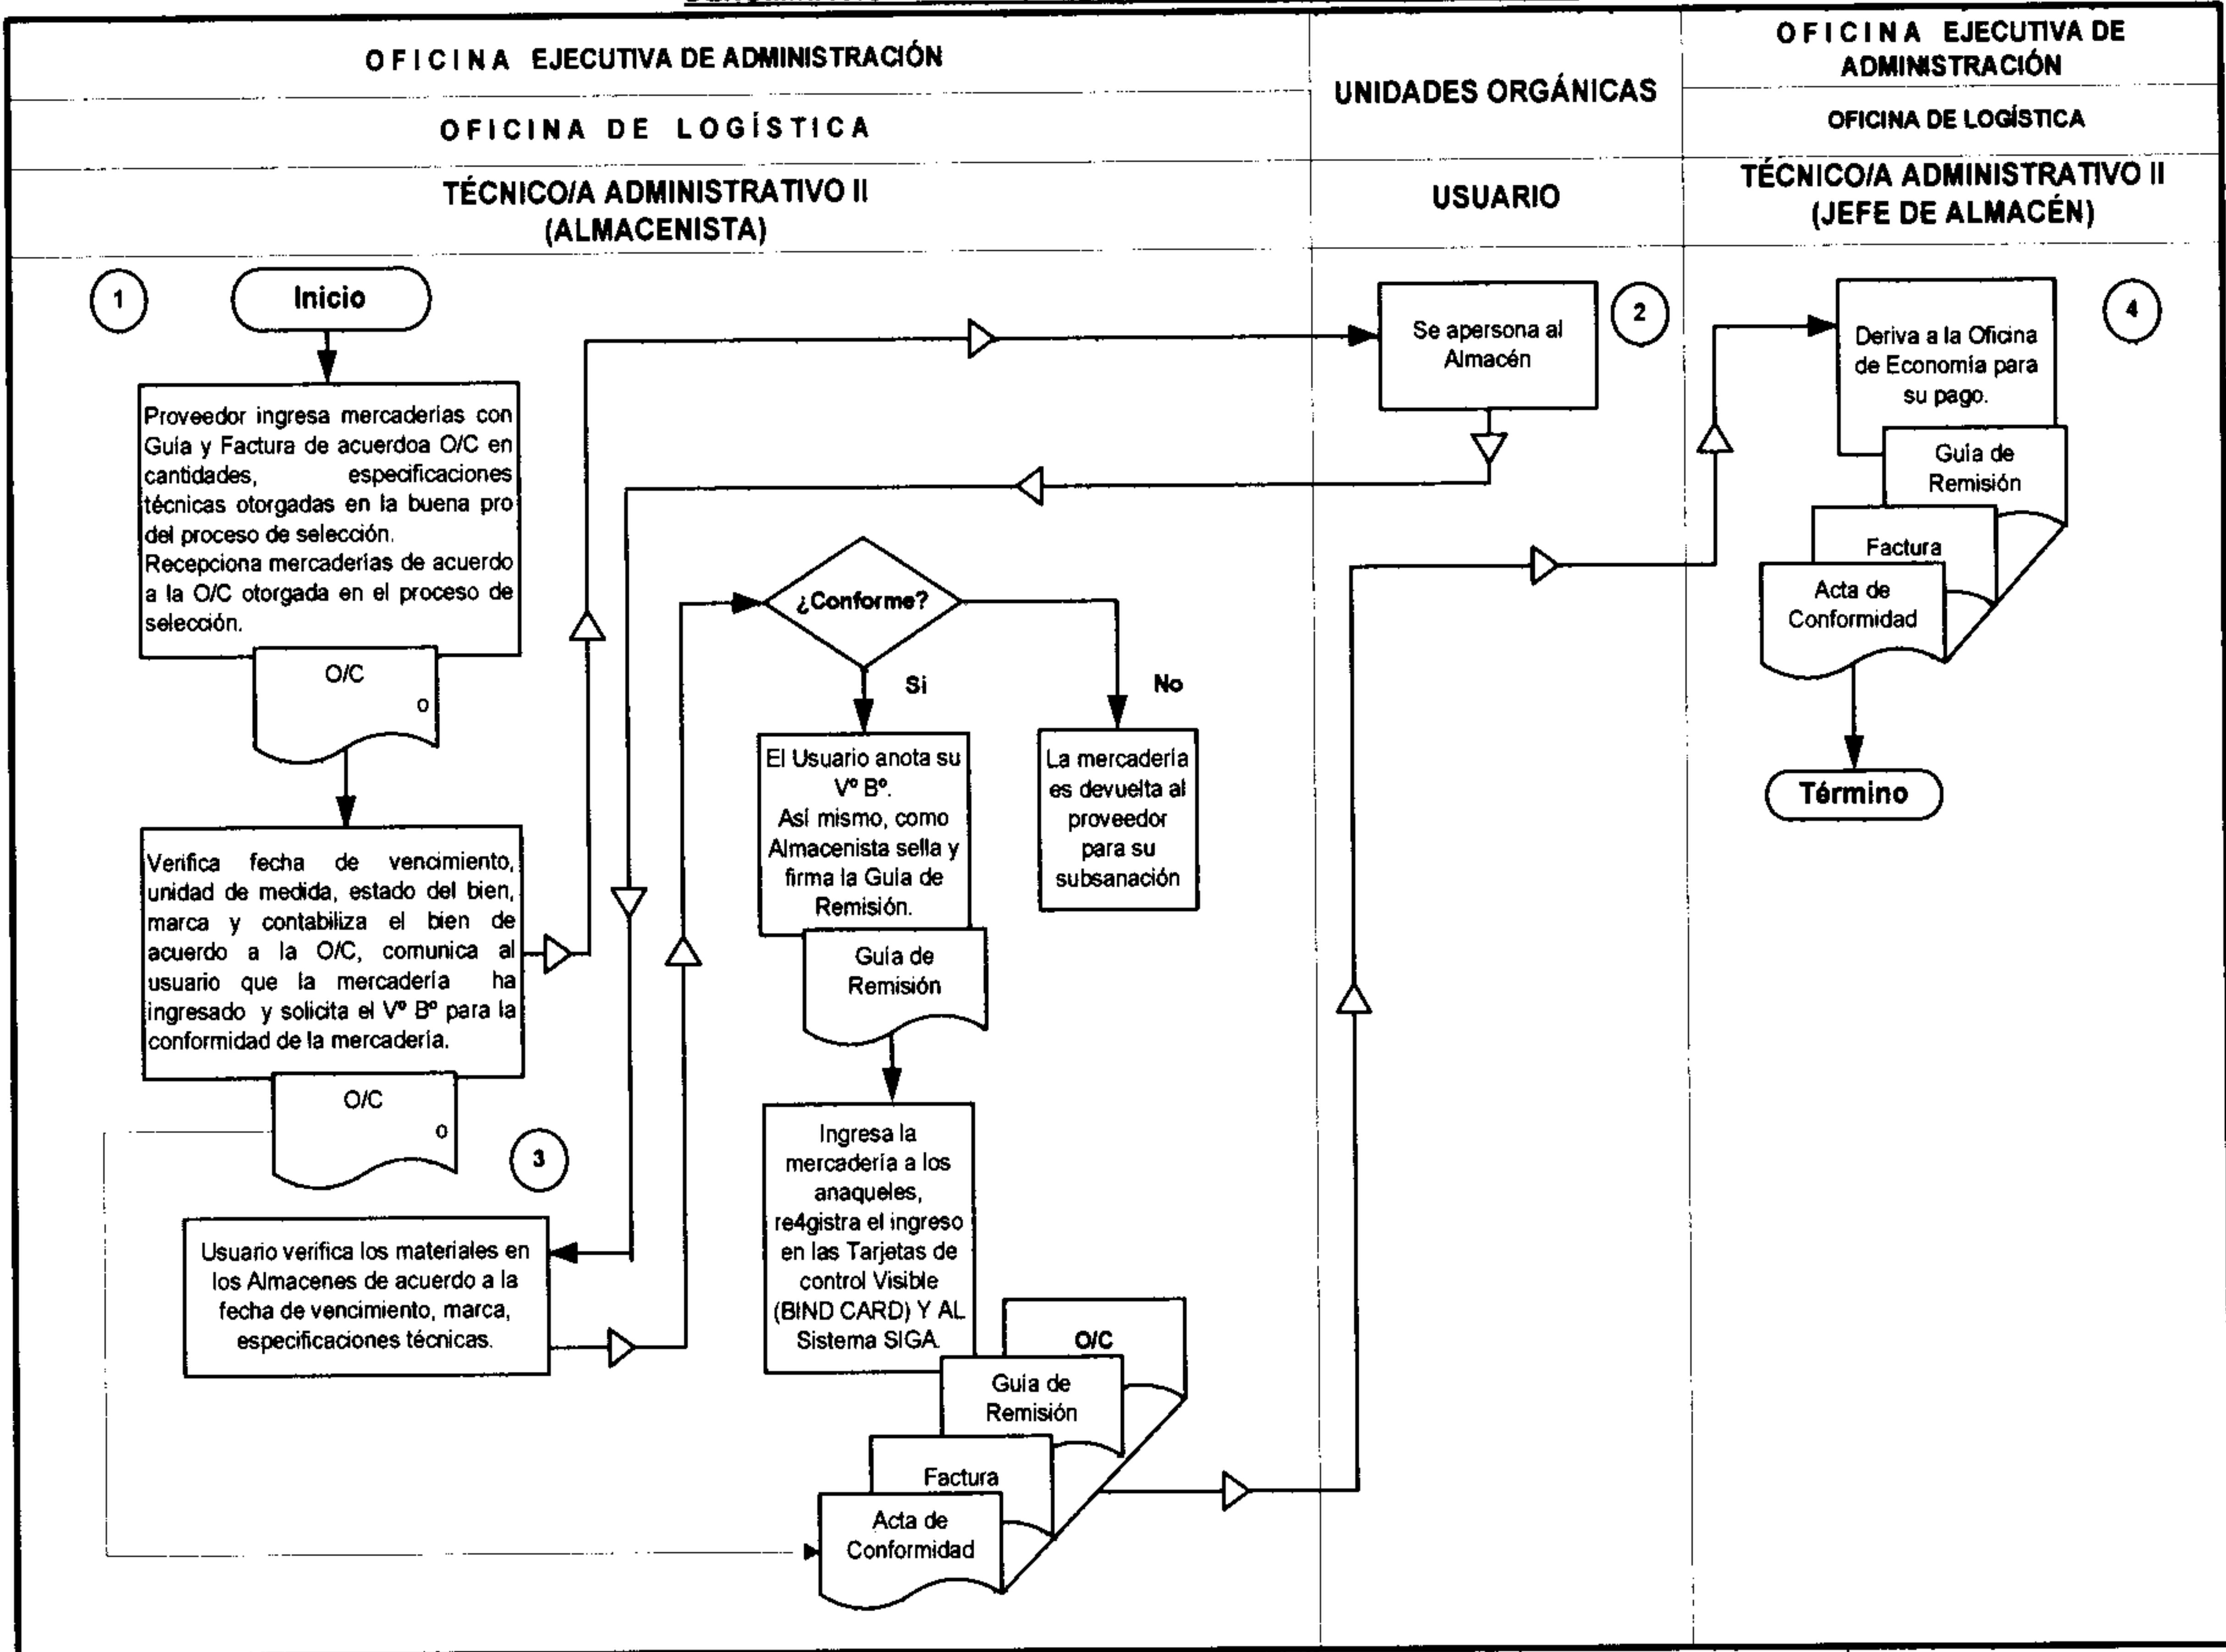 OFICINA EJECUTIVA DE ADMINISTRACIÓN
OFICINA DE LOGÍSTICA
TÉCNICO/A ADMINISTRATIVO II
(ALMACENISTA)
UNIDADES ORGÁNICAS
USUARIO
OFICINA EJECUTIVA DE
ADMINISTRACIÓN
OFICINA DE LOGÍSTICA
TÉCNICO/A ADMINISTRATIVO II
(JEFE DE ALMACÉN)
1
Inicio
Proveedor ingresa mercaderías con
Guía y Factura de acuerdoa O/C en
cantidades, especificaciones
técnicas otorgadas en la buena pro
del proceso de selección.
Recepciona mercaderías de acuerdo
a la O/C otorgada en el proceso de
selección.
O/C
o
Verifica fecha de vencimiento,
unidad de medida, estado del bien,
marca y contabiliza el bien de
acuerdo a la O/C, comunica al
usuario que la mercadería ha
ingresado y solicita el Vº Bº para la
conformidad de la mercadería.
O/C
o
2
Se apersona al
Almacén
3
Usuario verifica los materiales en
los Almacenes de acuerdo a la
fecha de vencimiento, marca,
especificaciones técnicas.
¿Conforme?
Si
No
El Usuario anota su
Vº Bº.
Así mismo, como
Almacenista sella y
firma la Guía de
Remisión.
Guía de
Remisión
La mercadería
es devuelta al
proveedor
para su
subsanación
Ingresa la
mercadería a los
anaqueles,
re4gistra el ingreso
en las Tarjetas de
control Visible
(BIND CARD) Y AL
Sistema SIGA.
O/C
Guía de
Remisión
Factura
Acta de
Conformidad
4
Deriva a la Oficina
de Economía para
su pago.
Guía de
Remisión
Factura
Acta de
Conformidad
Término